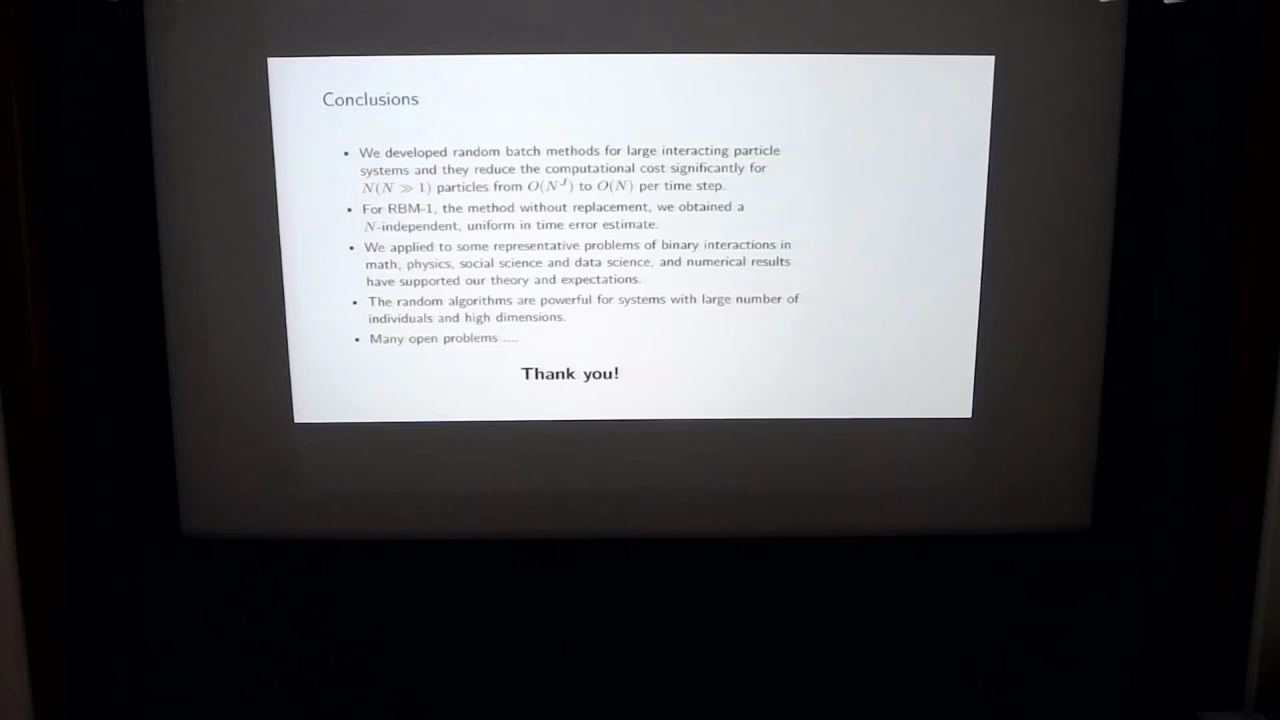 Conclusions
▪ We developed random batch methods for large interacting particle
systems and they reduce the computational cost significantly for
N(N ≫ 1) particles from O(N^J) to O(N) per time step.
▪ For RBM-1, the method without replacement, we obtained a
N-independent, uniform in time error estimate.
▪ We applied to some representative problems of binary interactions in
math, physics, social science and data science, and numerical results
have supported our theory and expectations.
▪ The random algorithms are powerful for systems with large number of
individuals and high dimensions.
▪ Many open problems ....
Thank you!